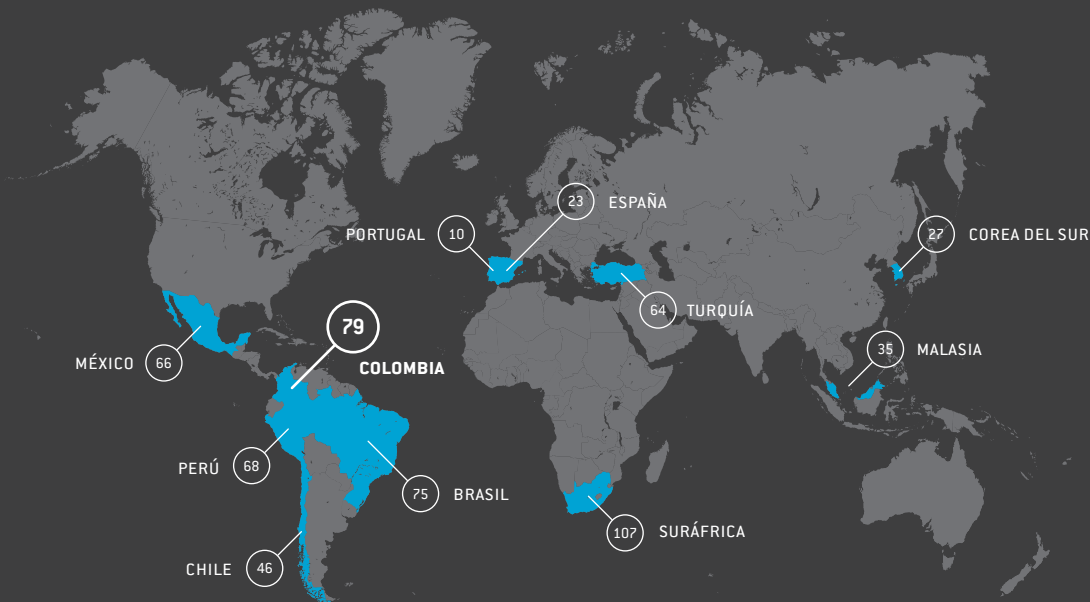 23 ESPAÑA
PORTUGAL 10
27 COREA DEL SUR
64 TURQUÍA
79
COLOMBIA
MÉXICO 66
35 MALASIA
PERÚ 68
75 BRASIL
107 SURÁFRICA
CHILE 46